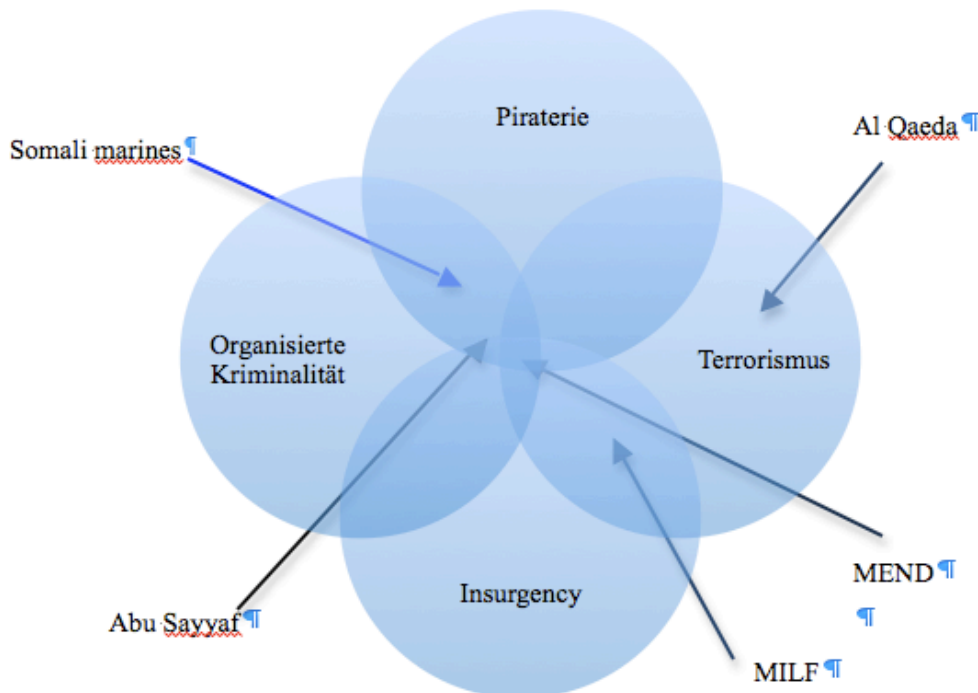 Piraterie
Al Qaeda¶
Somali marines¶
Organisierte
Kriminalität
Terrorismus
MEND¶
Insurgency
¶
Abu Sayyaf¶
MILF¶